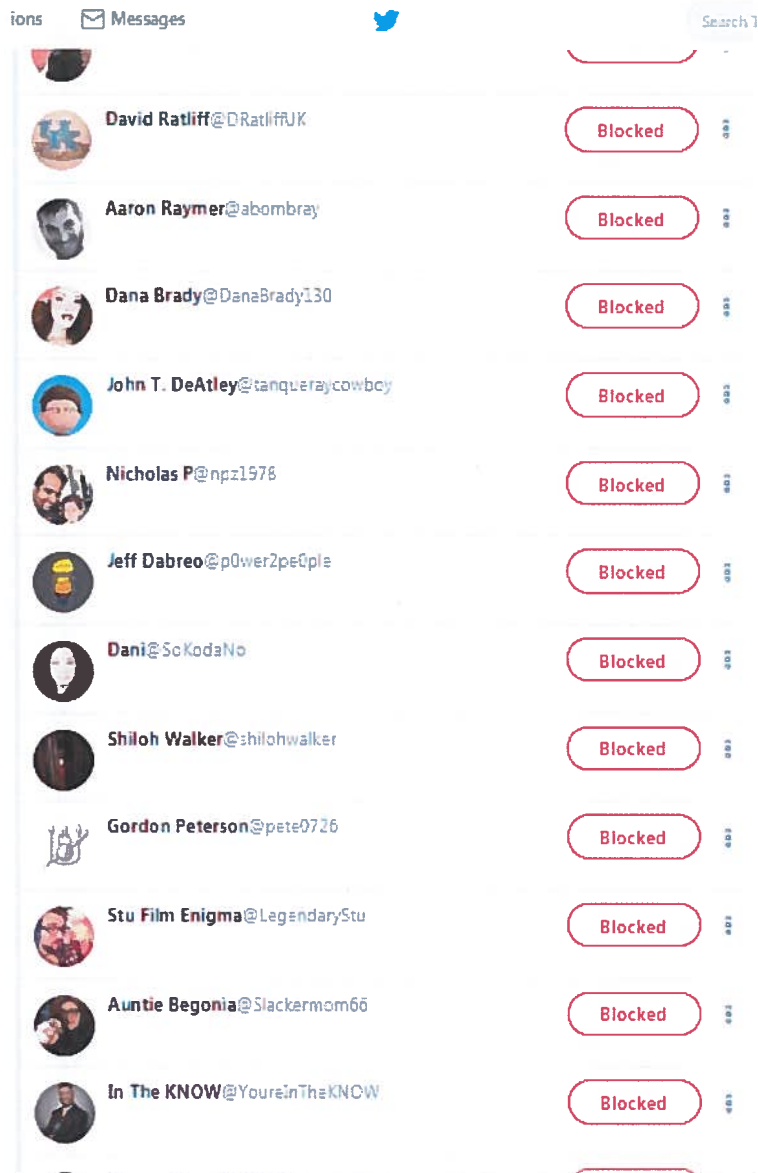 ions Messages Search T
David Ratliff@DRatliffUK Blocked
Aaron Raymer@abombray Blocked
Dana Brady@DanaBrady130 Blocked
John T. DeAtley@tanqueraycowboy Blocked
Nicholas P@npz1978 Blocked
Jeff Dabreo@p0wer2pe0ple Blocked
Dani@SoKodaNo Blocked
Shiloh Walker@shilohwalker Blocked
Gordon Peterson@pete0726 Blocked
Stu Film Enigma@LegendaryStu Blocked
Auntie Begonia@Slackermom66 Blocked
In The KNOW@YoureInTheKNOW Blocked